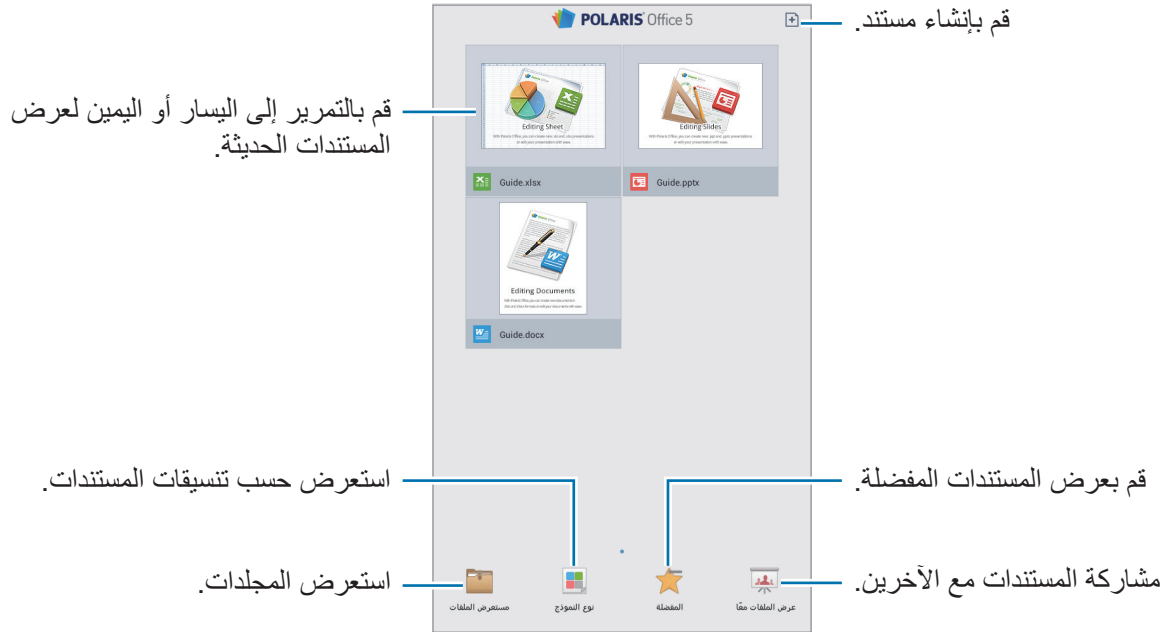 POLARIS Office 5
قم بإنشاء مستند.
قم بالتمرير إلى اليسار أو اليمين لعرض
المستندات الحديثة.
Editing Sheet
Editing Slides
Guide.xlsx
Guide.pptx
Editing Documents
Guide.docx
استعرض حسب تنسيقات المستندات.
قم بعرض المستندات المفضلة.
استعرض المجلدات.
مشاركة المستندات مع الآخرين.
مستعرض الملفات
نوع النموذج
المفضلة
عرض الملفات معًا